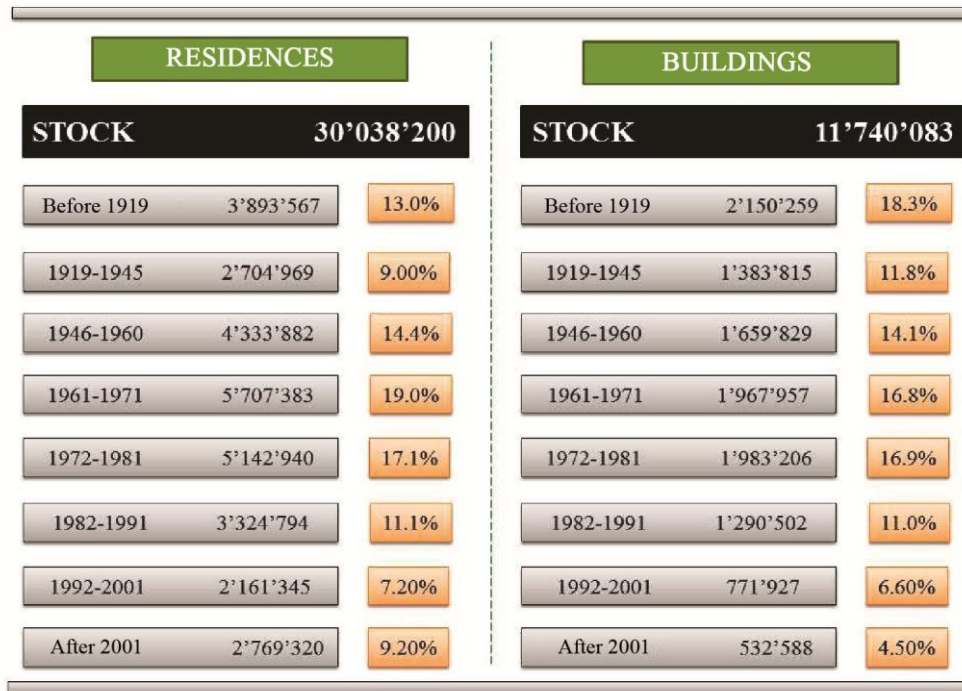 RESIDENCES
STOCK 30’038’200
Before 1919 3’893’567 13.0%
1919-1945 2’704’969 9.00%
1946-1960 4’333’882 14.4%
1961-1971 5’707’383 19.0%
1972-1981 5’142’940 17.1%
1982-1991 3’324’794 11.1%
1992-2001 2’161’345 7.20%
After 2001 2’769’320 9.20%
BUILDINGS
STOCK 11’740’083
Before 1919 2’150’259 18.3%
1919-1945 1’383’815 11.8%
1946-1960 1’659’829 14.1%
1961-1971 1’967’957 16.8%
1972-1981 1’983’206 16.9%
1982-1991 1’290’502 11.0%
1992-2001 771’927 6.60%
After 2001 532’588 4.50%